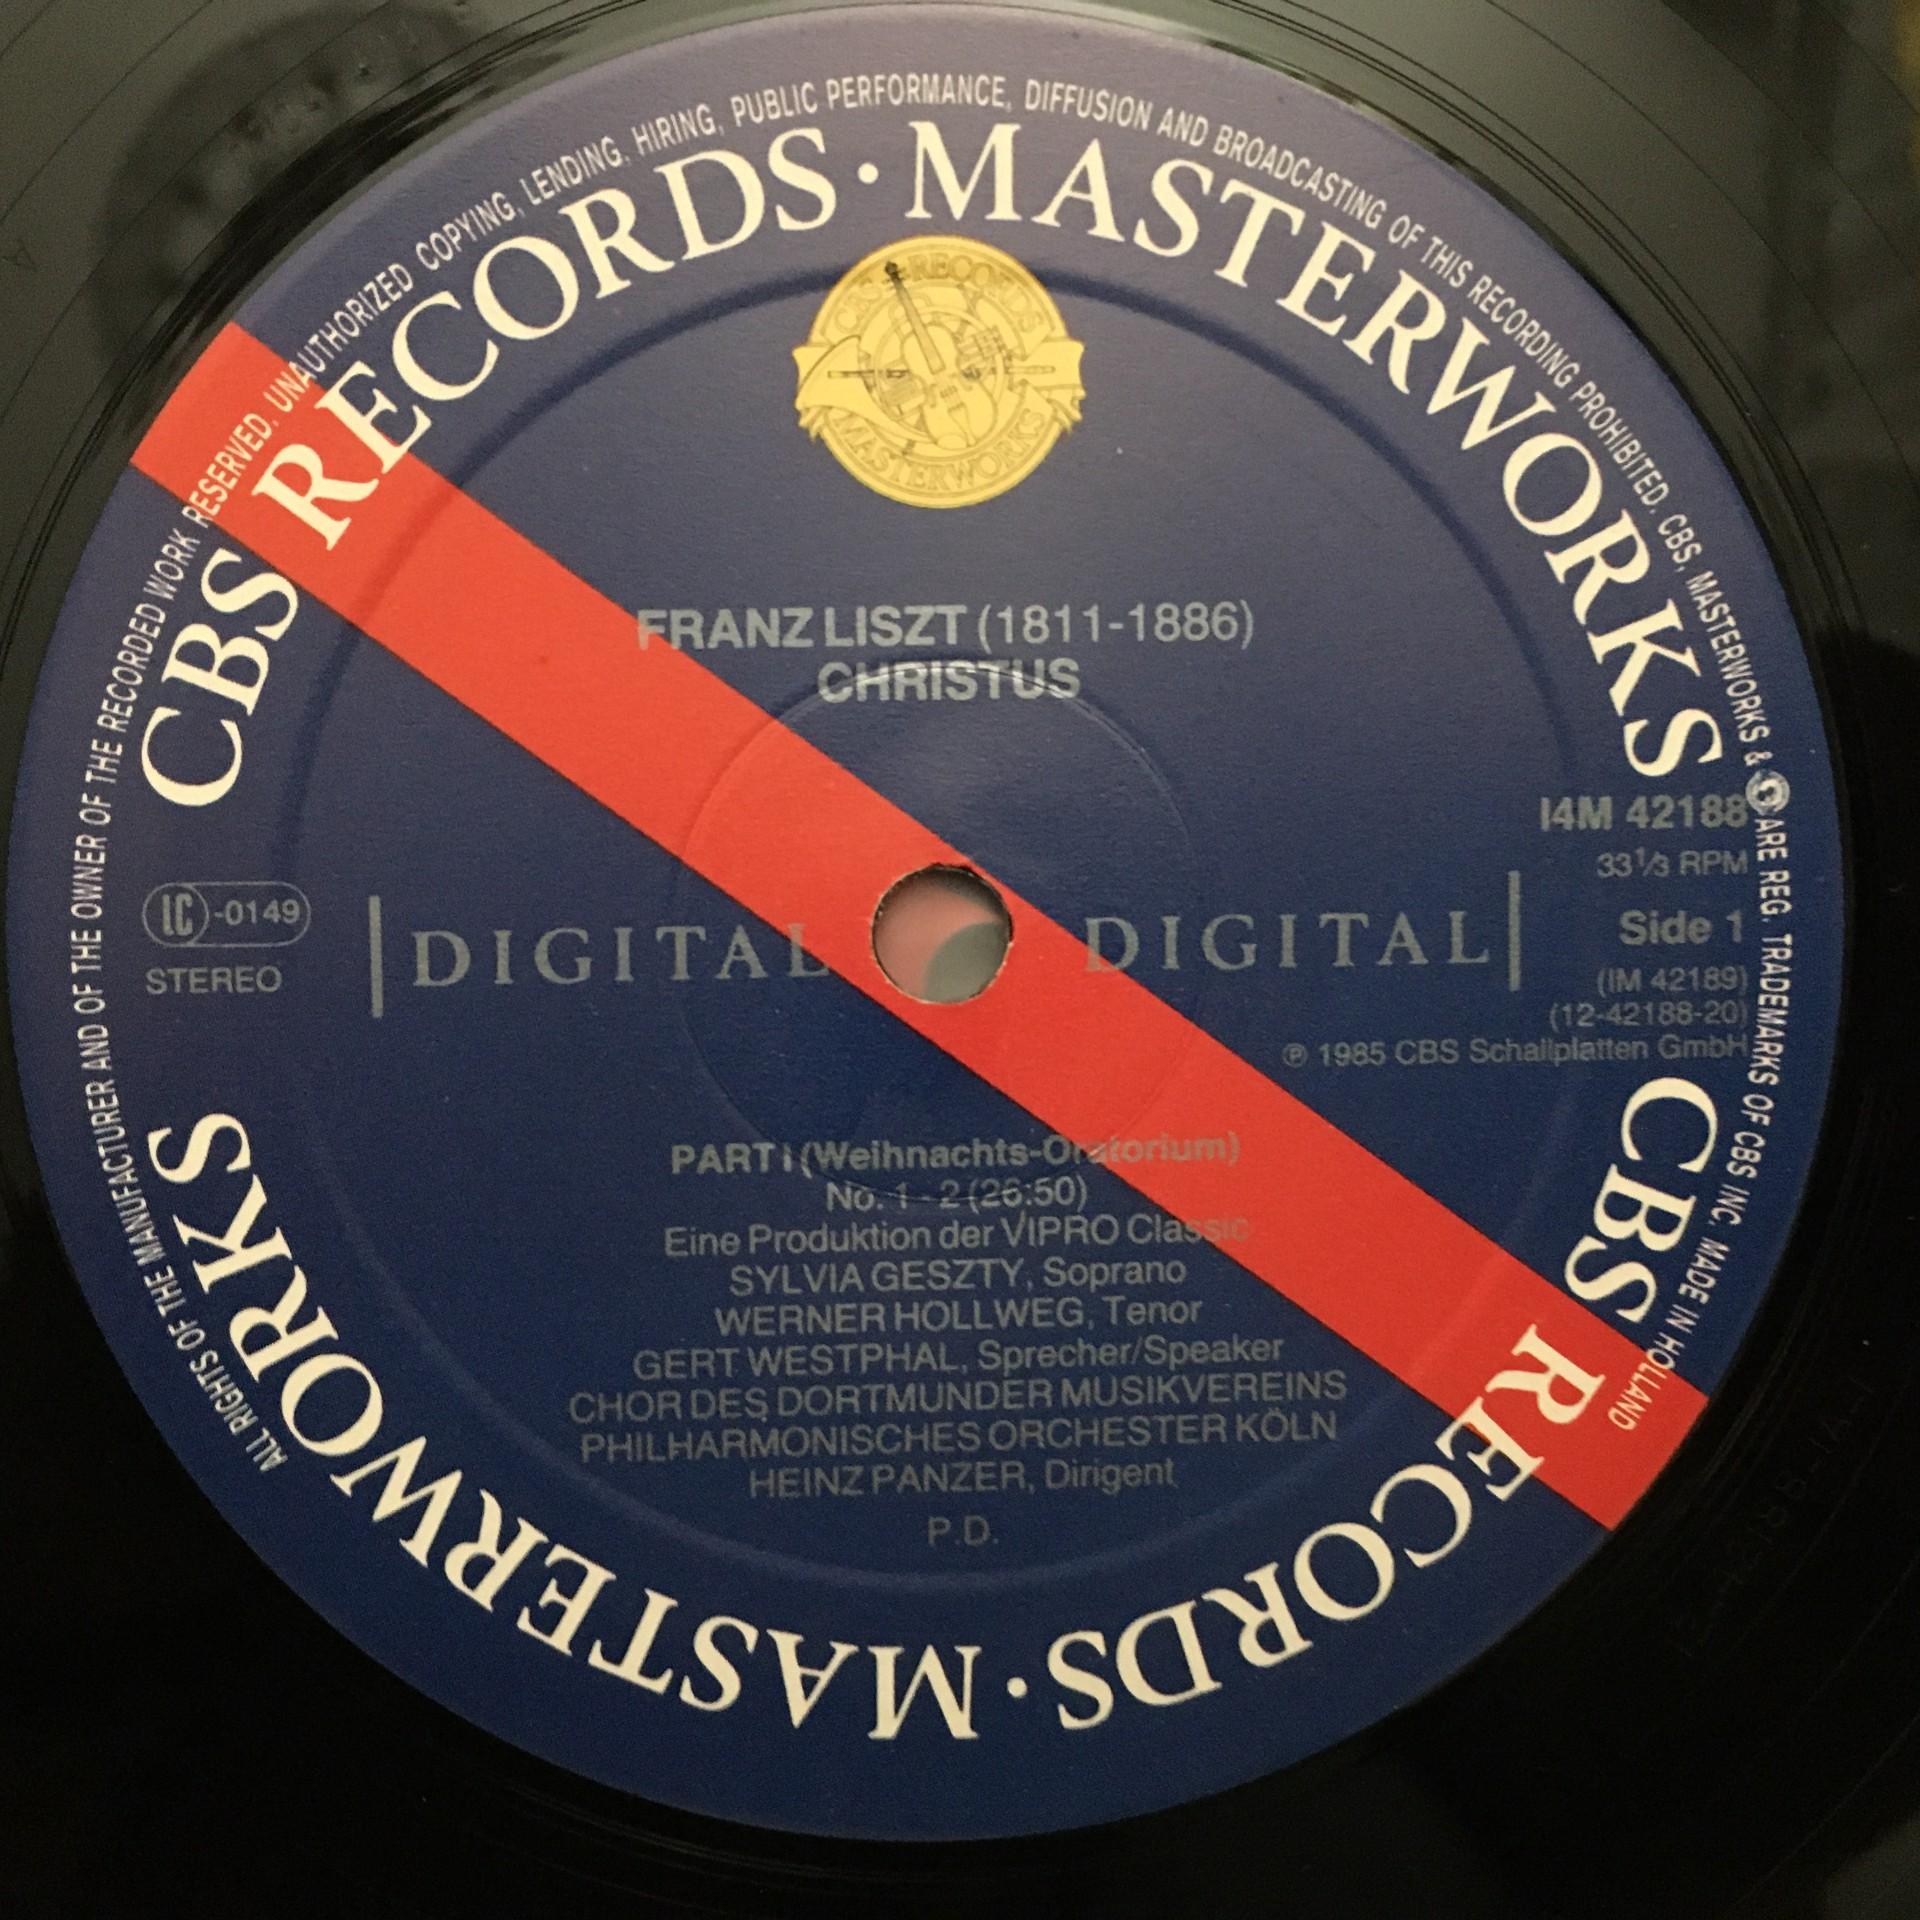 ALL RIGHTS OF THE MANUFACTURER AND OF THE OWNER OF THE RECORDED WORK RESERVED. UNAUTHORIZED COPYING, LENDING, HIRING, PUBLIC PERFORMANCE, DIFFUSION AND BROADCASTING OF THIS RECORDING PROHIBITED. CBS, MASTERWORKS & ARE REG. TRADEMARKS OF CBS INC. MADE IN HOLLAND
CBS RECORDS · MASTERWORKS
CBS RECORDS
MASTERWORKS
FRANZ LISZT (1811-1886)
CHRISTUS
I4M 42188
33 1/3 RPM
LC-0149
STEREO
DIGITAL DIGITAL
Side 1
(IM 42189)
(12-42188-20)
℗ 1985 CBS Schallplatten GmbH
PART I (Weihnachts-Oratorium)
No. 1 - 2 (26:50)
Eine Produktion der VIPRO Classic
SYLVIA GESZTY, Soprano
WERNER HOLLWEG, Tenor
GERT WESTPHAL, Sprecher/Speaker
CHOR DES DORTMUNDER MUSIKVEREINS
PHILHARMONISCHES ORCHESTER KÖLN
HEINZ PANZER, Dirigent
P.D.
CBS RECORDS · MASTERWORKS